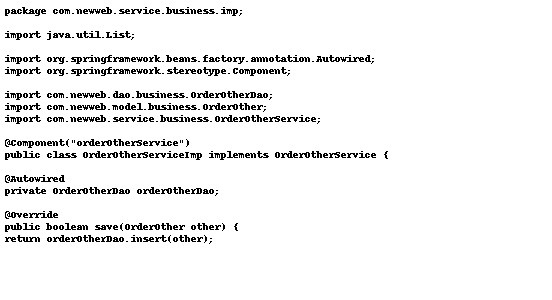 package com.newweb.service.business.imp;
import java.util.List;
import org.springframework.beans.factory.annotation.Autowired;
import org.springframework.stereotype.Component;
import com.newweb.dao.business.OrderOtherDao;
import com.newweb.model.business.OrderOther;
import com.newweb.service.business.OrderOtherService;
@Component("orderOtherService")
public class OrderOtherServiceImp implements OrderOtherService {
@Autowired
private OrderOtherDao orderOtherDao;
@Override
public boolean save(OrderOther other) {
return orderOtherDao.insert(other);